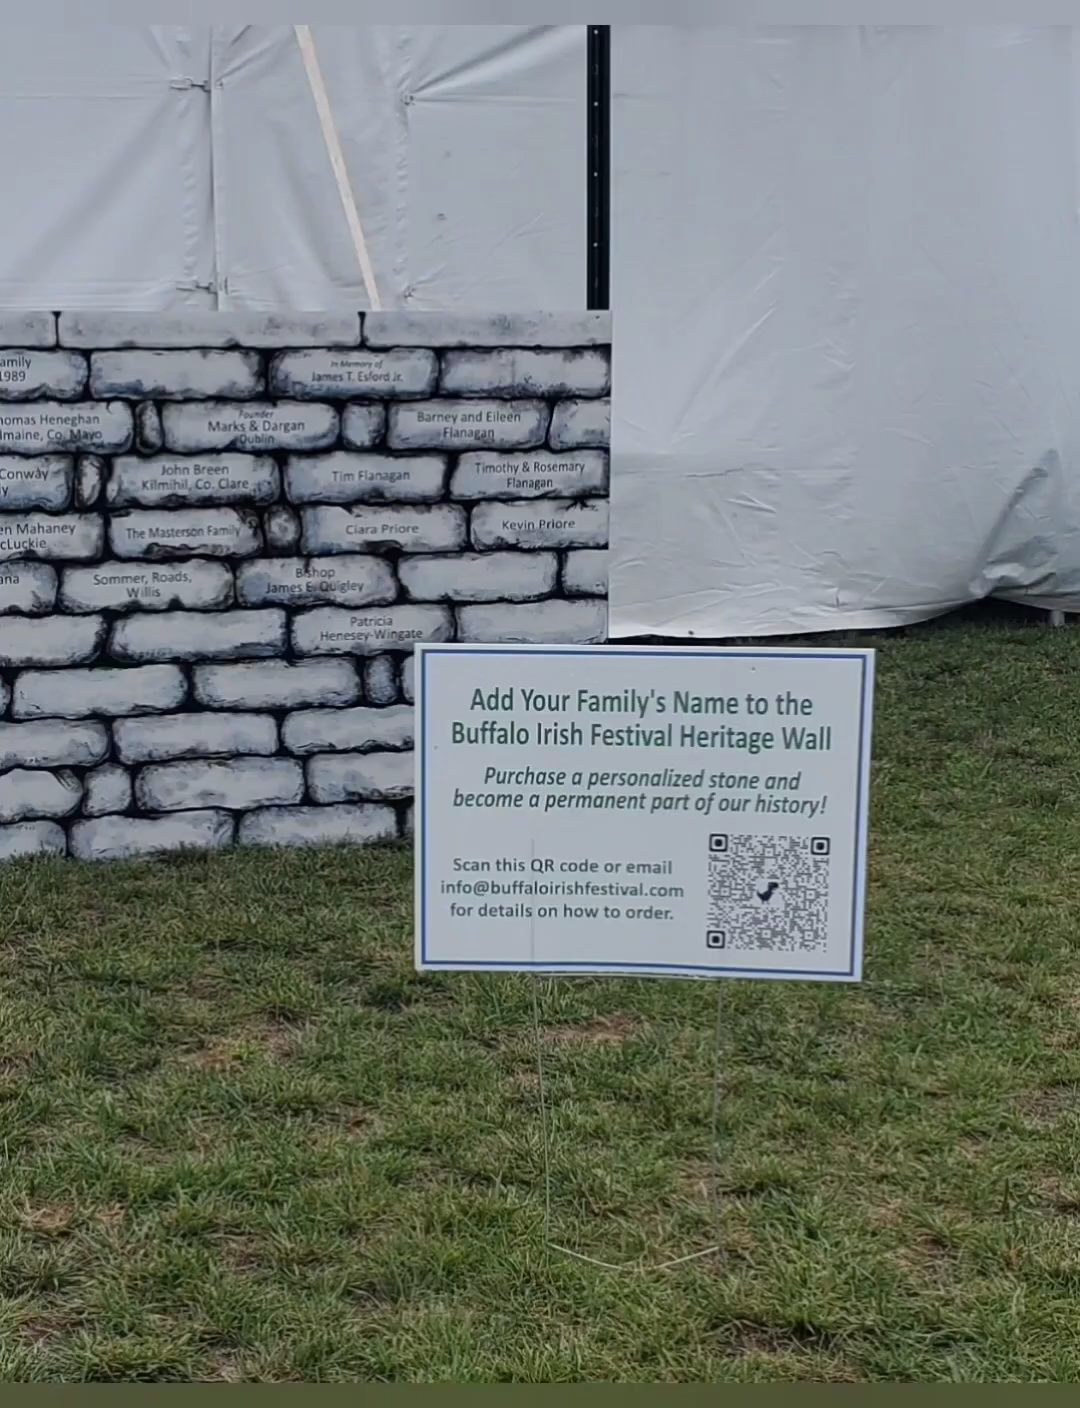 amily
1989
In Memory of
James T. Esford Jr.
homas Heneghan
lmaine, Co. Mayo
Founder
Marks & Dargan
Dublin
Barney and Eileen
Flanagan
Conway
y
John Breen
Kilmihil, Co. Clare
Tim Flanagan
Timothy & Rosemary
Flanagan
en Mahaney
cLuckie
The Masterson Family
Clara Priore
Kevin Priore
ana
Sommer, Roads,
Willis
Bishop
James E. Quigley
Patricia
Henesey-Wingate
Add Your Family's Name to the
Buffalo Irish Festival Heritage Wall
Purchase a personalized stone and
become a permanent part of our history!
Scan this QR code or email
info@buffaloirishfestival.com
for details on how to order.